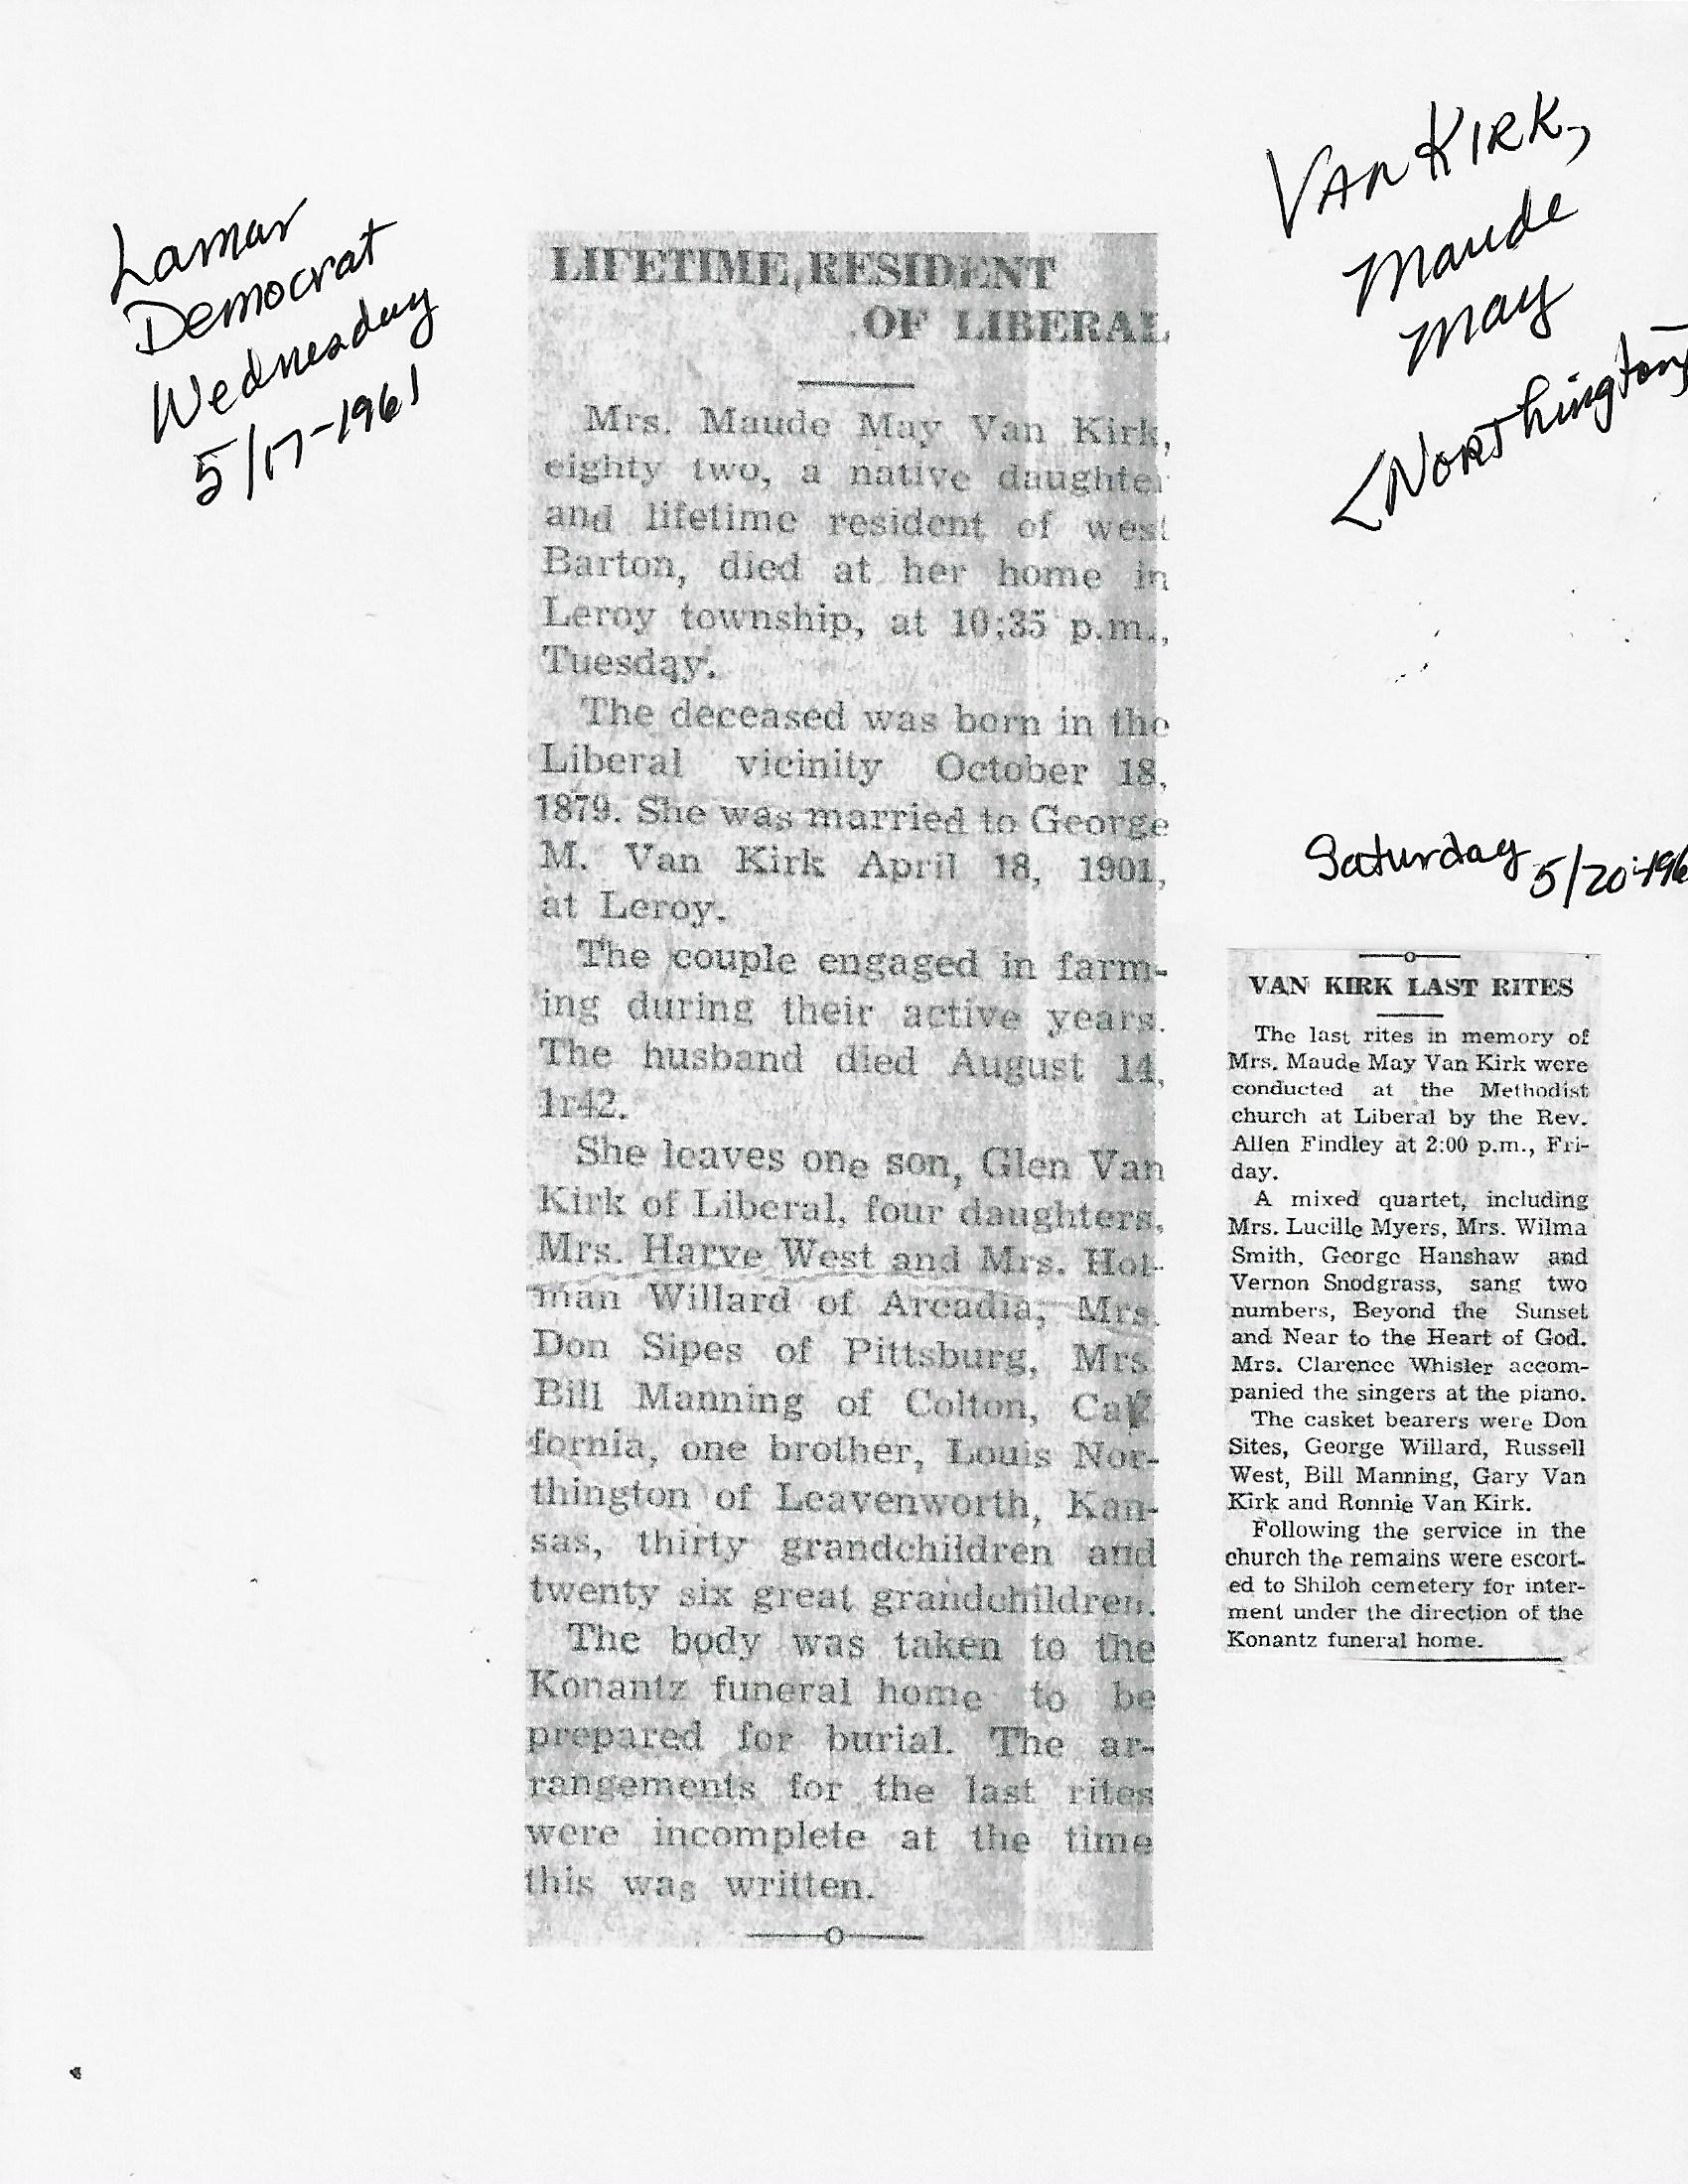 Lamar
Democrat
Wednesday
5/17-1961
VAN KIRK,
Maude
May
<NORThington>
LIFETIME RESIDENT
OF LIBERAL
Mrs. Maude May Van Kirk,
eighty two, a native daughter
and lifetime resident of west
Barton, died at her home in
Leroy township, at 10:35 p.m.,
Tuesday.
The deceased was born in the
Liberal vicinity October 18,
1879. She was married to George
M. Van Kirk April 18, 1901,
at Leroy.
The couple engaged in farm-
ing during their active years.
The husband died August 14,
1r42.
She leaves one son, Glen Van
Kirk of Liberal, four daughters,
Mrs. Harve West and Mrs. Hol-
man Willard of Arcadia, Mrs.
Don Sipes of Pittsburg, Mrs.
Bill Manning of Colton, Cali-
fornia, one brother, Louis Nor-
thington of Leavenworth, Kan-
sas, thirty grandchildren and
twenty six great grandchildren.
The body was taken to the
Konantz funeral home to be
prepared for burial. The ar-
rangements for the last rites
were incomplete at the time
this was written.
Saturday 5/20-196
VAN KIRK LAST RITES
The last rites in memory of
Mrs. Maude May Van Kirk were
conducted at the Methodist
church at Liberal by the Rev.
Allen Findley at 2:00 p.m., Fri-
day.
A mixed quartet, including
Mrs. Lucille Myers, Mrs. Wilma
Smith, George Hanshaw and
Vernon Snodgrass, sang two
numbers, Beyond the Sunset
and Near to the Heart of God.
Mrs. Clarence Whisler accom-
panied the singers at the piano.
The casket bearers were Don
Sites, George Willard, Russell
West, Bill Manning, Gary Van
Kirk and Ronnie Van Kirk.
Following the service in the
church the remains were escort-
ed to Shiloh cemetery for inter-
ment under the direction of the
Konantz funeral home.